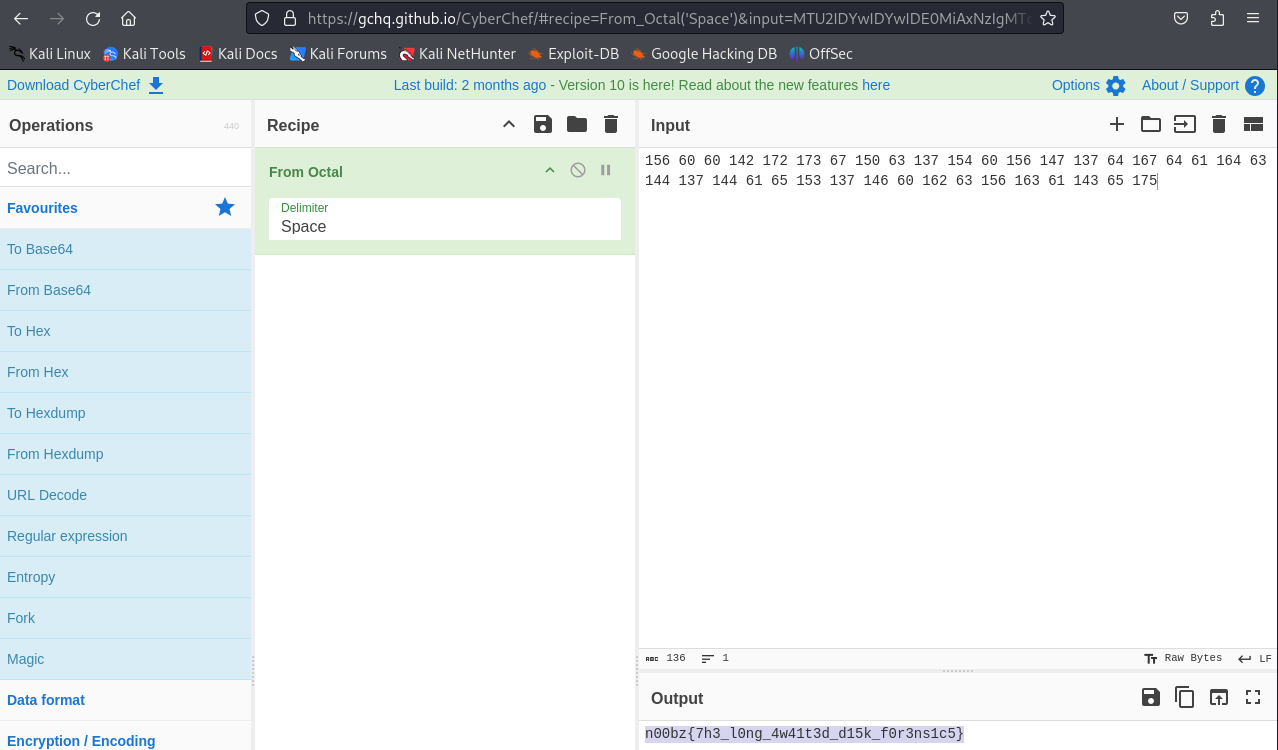 https://gchq.github.io/CyberChef/#recipe=From_Octal('Space')&input=MTU2IDYwIDYwIDE0MiAxNzIgMTc
Kali Linux Kali Tools Kali Docs Kali Forums Kali NetHunter Exploit-DB Google Hacking DB OffSec
Download CyberChef Last build: 2 months ago - Version 10 is here! Read about the new features here Options About / Support
Operations 440
Search...
Favourites
To Base64
From Base64
To Hex
From Hex
To Hexdump
From Hexdump
URL Decode
Regular expression
Entropy
Fork
Magic
Data format
Encryption / Encoding
Recipe
From Octal
Delimiter
Space
Input
156 60 60 142 172 173 67 150 63 137 154 60 156 147 137 64 167 64 61 164 63
144 137 144 61 65 153 137 146 60 162 63 156 163 61 143 65 175
ABC 136 1 Raw Bytes LF
Output
n00bz{7h3_l0ng_4w41t3d_d15k_f0r3ns1c5}